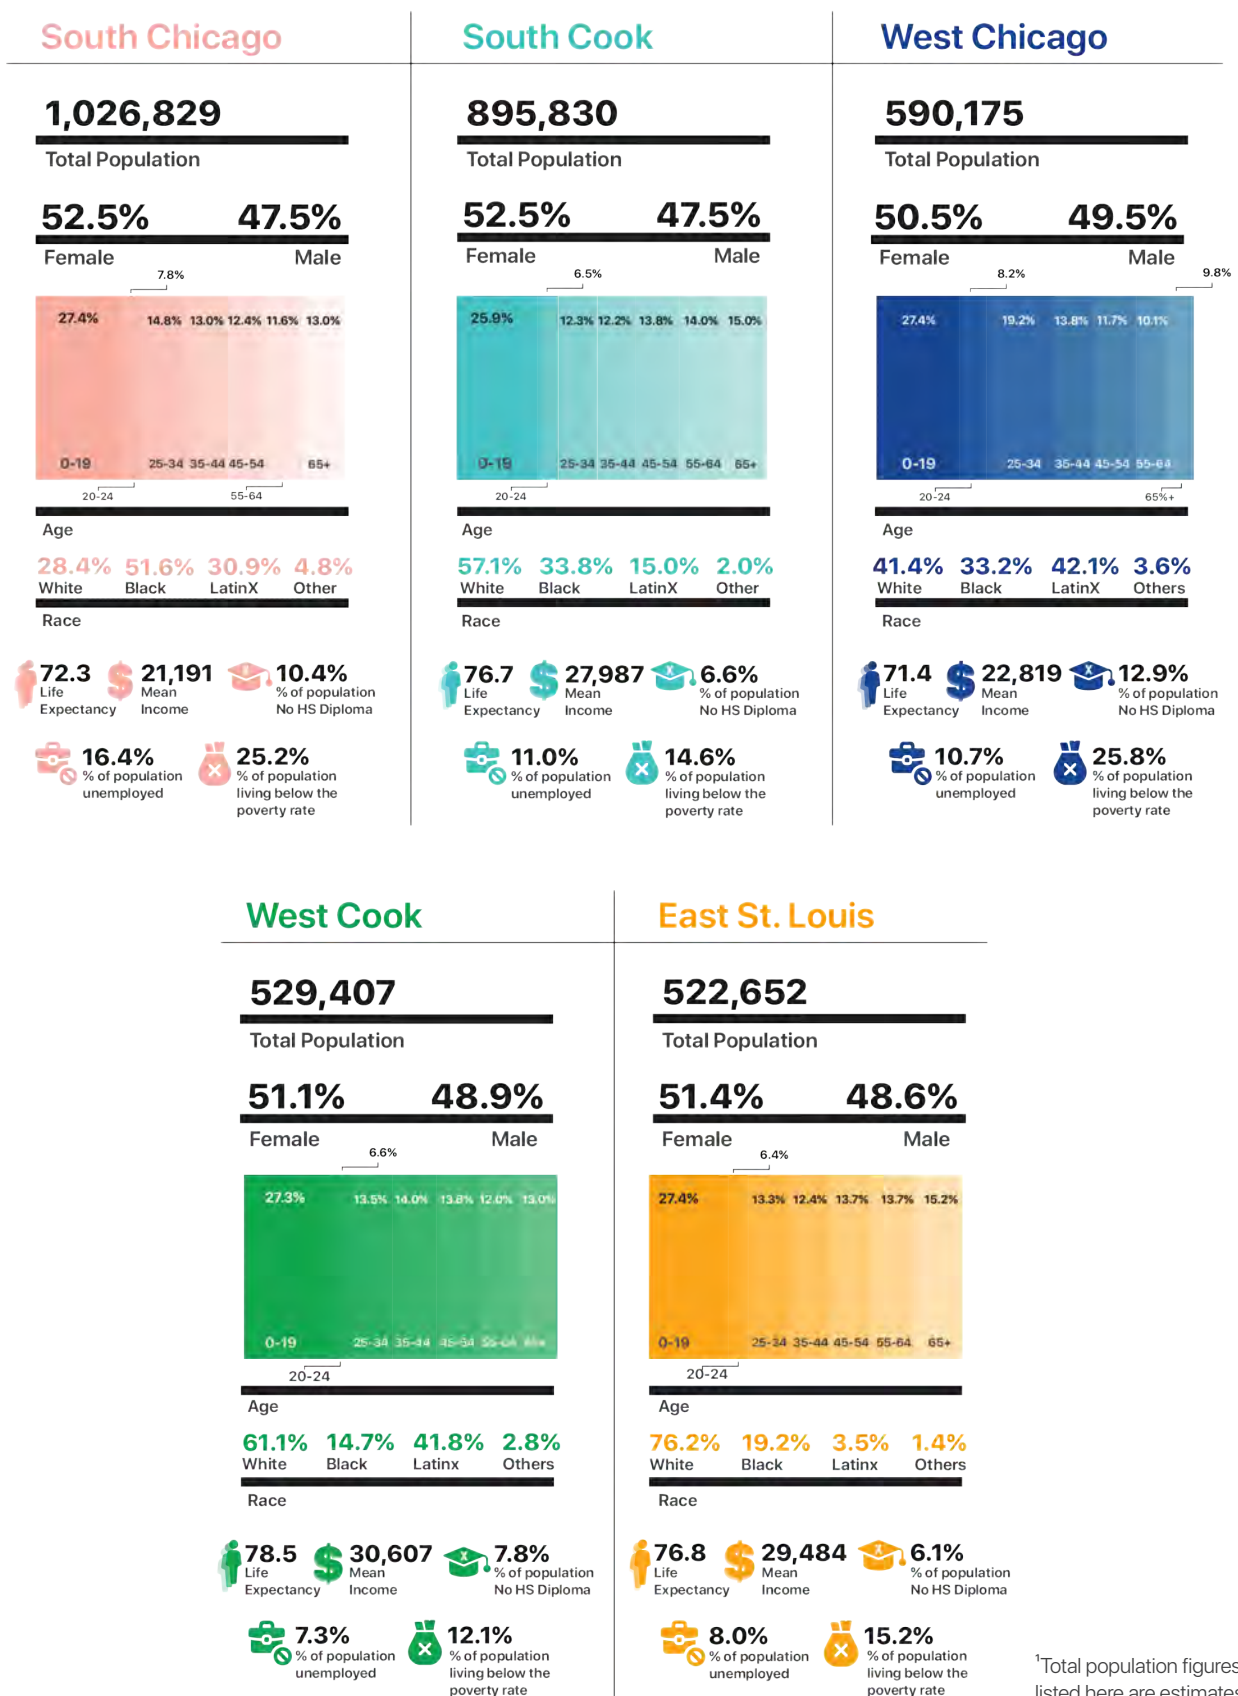 South Chicago
South Cook
West Chicago
1,026,829
Total Population
52.5% 47.5%
Female Male
7.8%
27.4% 14.8% 13.0% 12.4% 11.6% 13.0%
0-19 25-34 35-44 45-54 65+
20-24 55-64
Age
28.4% 51.6% 30.9% 4.8%
White Black LatinX Other
Race
72.3
Life
Expectancy
21,191
Mean
Income
10.4%
% of population
No HS Diploma
16.4%
% of population
unemployed
25.2%
% of population
living below the
poverty rate
895,830
Total Population
52.5% 47.5%
Female Male
6.5%
25.9% 12.3% 12.2% 13.8% 14.0% 15.0%
0-19 25-34 35-44 45-54 55-64 65+
20-24
Age
57.1% 33.8% 15.0% 2.0%
White Black LatinX Other
Race
76.7
Life
Expectancy
27,987
Mean
Income
6.6%
% of population
No HS Diploma
11.0%
% of population
unemployed
14.6%
% of population
living below the
poverty rate
590,175
Total Population
50.5% 49.5%
Female Male
8.2% 9.8%
27.4% 19.2% 13.8% 11.7% 10.1%
0-19 25-34 35-44 45-54 55-64
20-24 65%+
Age
41.4% 33.2% 42.1% 3.6%
White Black LatinX Others
Race
71.4
Life
Expectancy
22,819
Mean
Income
12.9%
% of population
No HS Diploma
10.7%
% of population
unemployed
25.8%
% of population
living below the
poverty rate
West Cook
East St. Louis
529,407
Total Population
51.1% 48.9%
Female Male
6.6%
27.3% 13.5% 14.0% 13.8% 12.0% 13.0%
0-19 25-34 35-44 45-54 55-64 65+
20-24
Age
61.1% 14.7% 41.8% 2.8%
White Black Latinx Others
Race
78.5
Life
Expectancy
30,607
Mean
Income
7.8%
% of population
No HS Diploma
7.3%
% of population
unemployed
12.1%
% of population
living below the
poverty rate
522,652
Total Population
51.4% 48.6%
Female Male
6.4%
27.4% 13.3% 12.4% 13.7% 13.7% 15.2%
0-19 25-34 35-44 45-54 55-64 65+
20-24
Age
76.2% 19.2% 3.5% 1.4%
White Black Latinx Others
Race
76.8
Life
Expectancy
29,484
Mean
Income
6.1%
% of population
No HS Diploma
8.0%
% of population
unemployed
15.2%
% of population
living below the
poverty rate
¹Total population figures
listed here are estimates